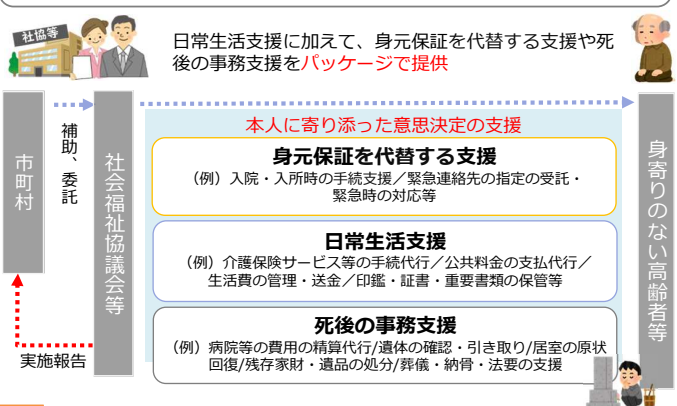 社協等
日常生活支援に加えて、身元保証を代替する支援や死
後の事務支援をパッケージで提供
市町村
補助、委託
社会福祉協議会等
本人に寄り添った意思決定の支援
身元保証を代替する支援
（例）入院・入所時の手続支援／緊急連絡先の指定の受託・
緊急時の対応等
日常生活支援
（例）介護保険サービス等の手続代行／公共料金の支払代行／
生活費の管理・送金／印鑑・証書・重要書類の保管等
死後の事務支援
（例）病院等の費用の精算代行/遺体の確認・引き取り/居室の原状
回復/残存家財・遺品の処分/葬儀・納骨・法要の支援
身寄りのない高齢者等
実施報告